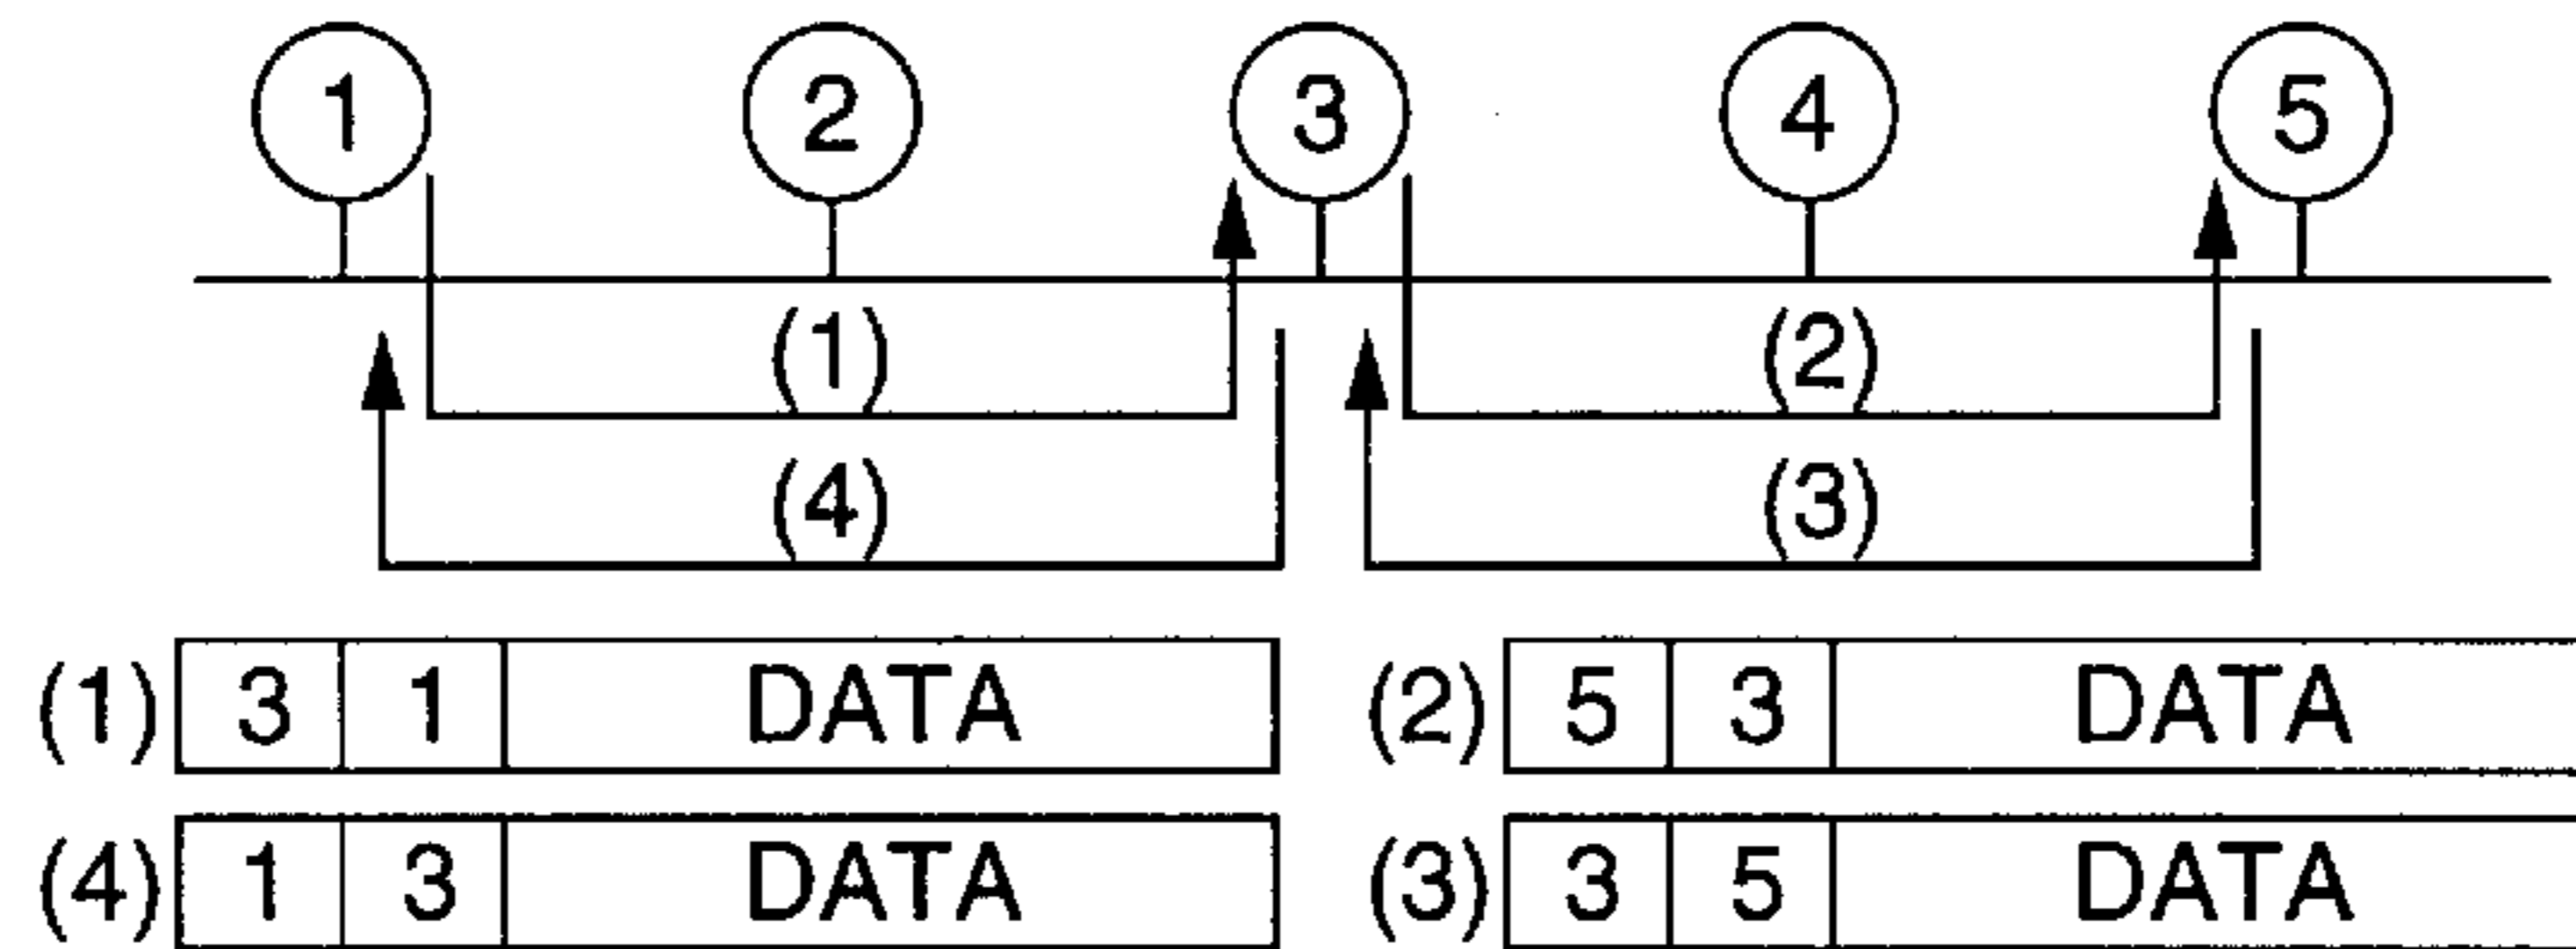 1 2 3 4 5
(1) (2)
(4) (3)
(1) 3 1 DATA (2) 5 3 DATA
(4) 1 3 DATA (3) 3 5 DATA